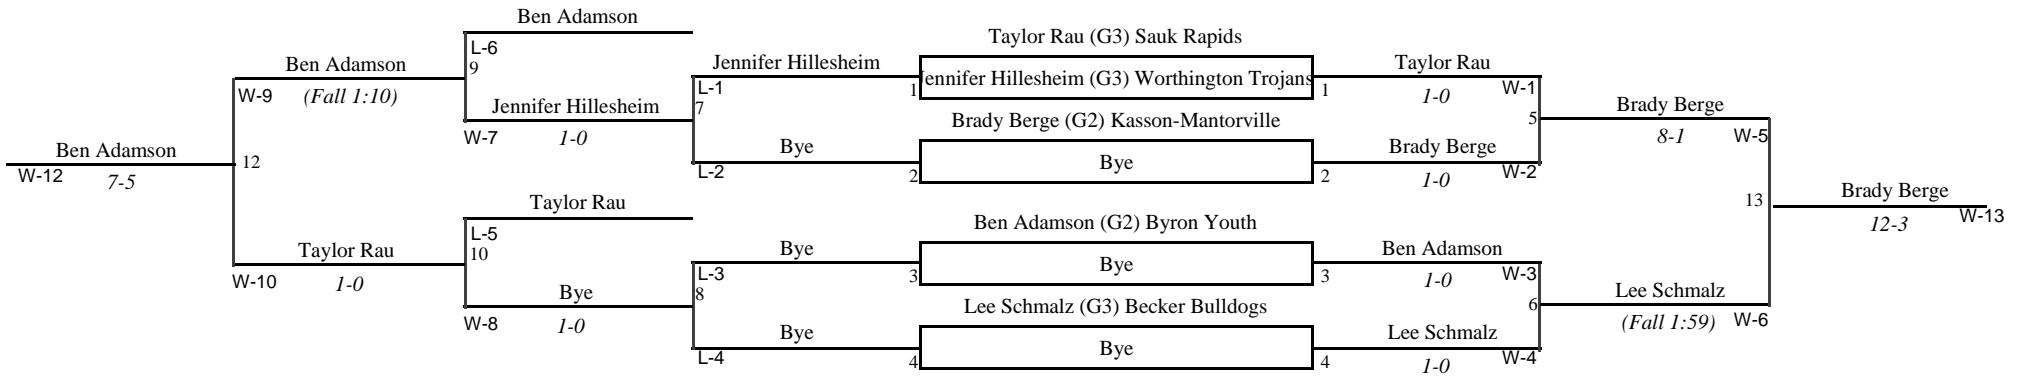 Ben Adamson
L-6
9
Ben Adamson
W-9
(Fall 1:10)
Jennifer Hillesheim
W-7
1-0
Ben Adamson
W-12
7-5
12
Taylor Rau
L-5
10
Taylor Rau
W-10
1-0
Bye
W-8
1-0
Jennifer Hillesheim
L-1
7
1
Bye
L-2
2
Bye
L-3
8
3
Bye
L-4
4
Taylor Rau (G3) Sauk Rapids
Jennifer Hillesheim (G3) Worthington Trojans
Brady Berge (G2) Kasson-Mantorville
Bye
Ben Adamson (G2) Byron Youth
Bye
Lee Schmalz (G3) Becker Bulldogs
Bye
Taylor Rau
1
1-0
W-1
5
Brady Berge
2
1-0
W-2
Ben Adamson
3
1-0
W-3
6
Lee Schmalz
4
1-0
W-4
Brady Berge
8-1
W-5
13
Lee Schmalz
(Fall 1:59)
W-6
Brady Berge
12-3
W-13